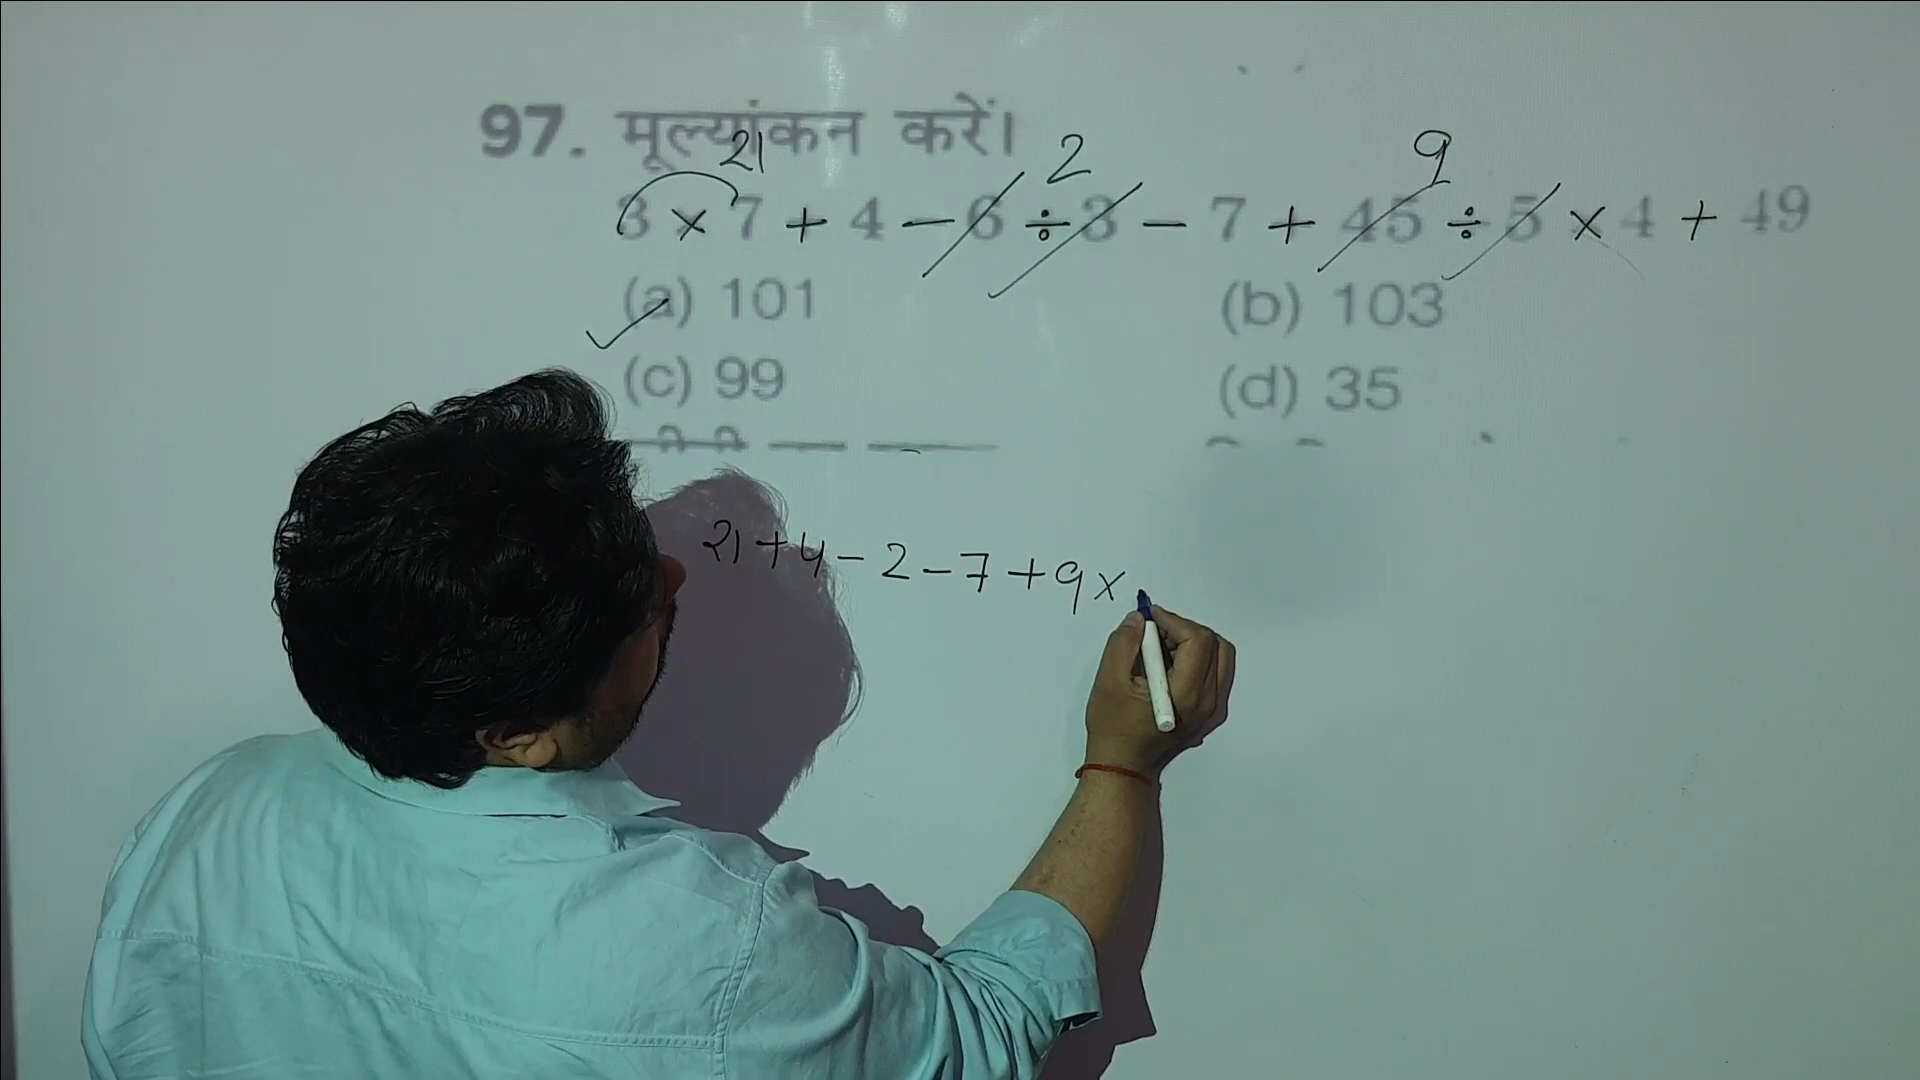 97. मूल्यांकन करें।
21 2 9
3 × 7 + 4 – 6 ÷ 3 – 7 + 45 ÷ 5 × 4 + 49
(a) 101 (b) 103
(c) 99 (d) 35
21 + 4 – 2 – 7 + 9 ×